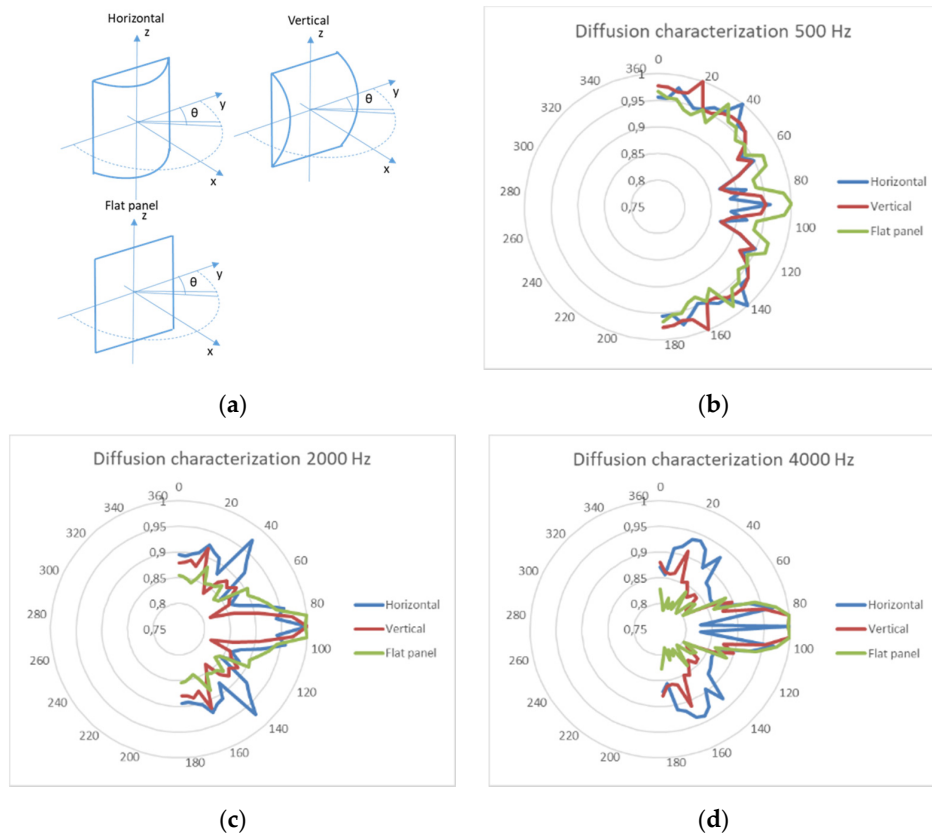 Horizontal
z
y
θ
x
Vertical
z
y
θ
x
Flat panel
z
y
θ
x
(a)
Diffusion characterization 500 Hz
0
20
40
60
80
100
120
140
160
180
200
220
240
260
280
300
320
340
360
1
0,95
0,9
0,85
0,8
0,75
Horizontal
Vertical
Flat panel
(b)
Diffusion characterization 2000 Hz
0
20
40
60
80
100
120
140
160
180
200
220
240
260
280
300
320
340
360
1
0,95
0,9
0,85
0,8
0,75
Horizontal
Vertical
Flat panel
(c)
Diffusion characterization 4000 Hz
0
20
40
60
80
100
120
140
160
180
200
220
240
260
280
300
320
340
360
1
0,95
0,9
0,85
0,8
0,75
Horizontal
Vertical
Flat panel
(d)